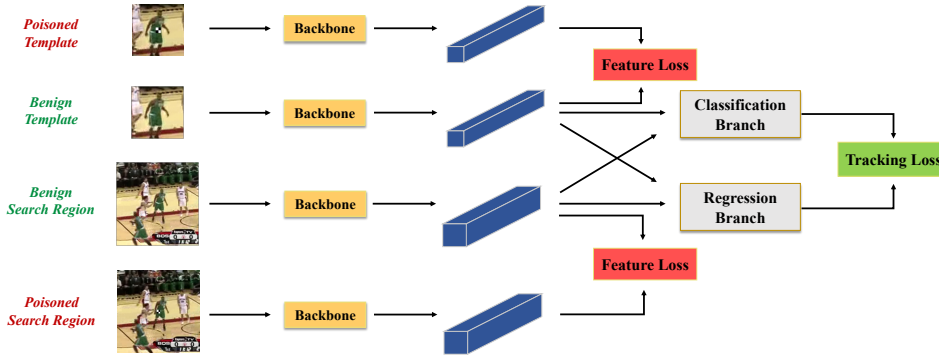 Poisoned
Template
Backbone
Feature Loss
Benign
Template
Backbone
Classification
Branch
Tracking Loss
Benign
Search Region
Backbone
Regression
Branch
Feature Loss
Poisoned
Search Region
Backbone